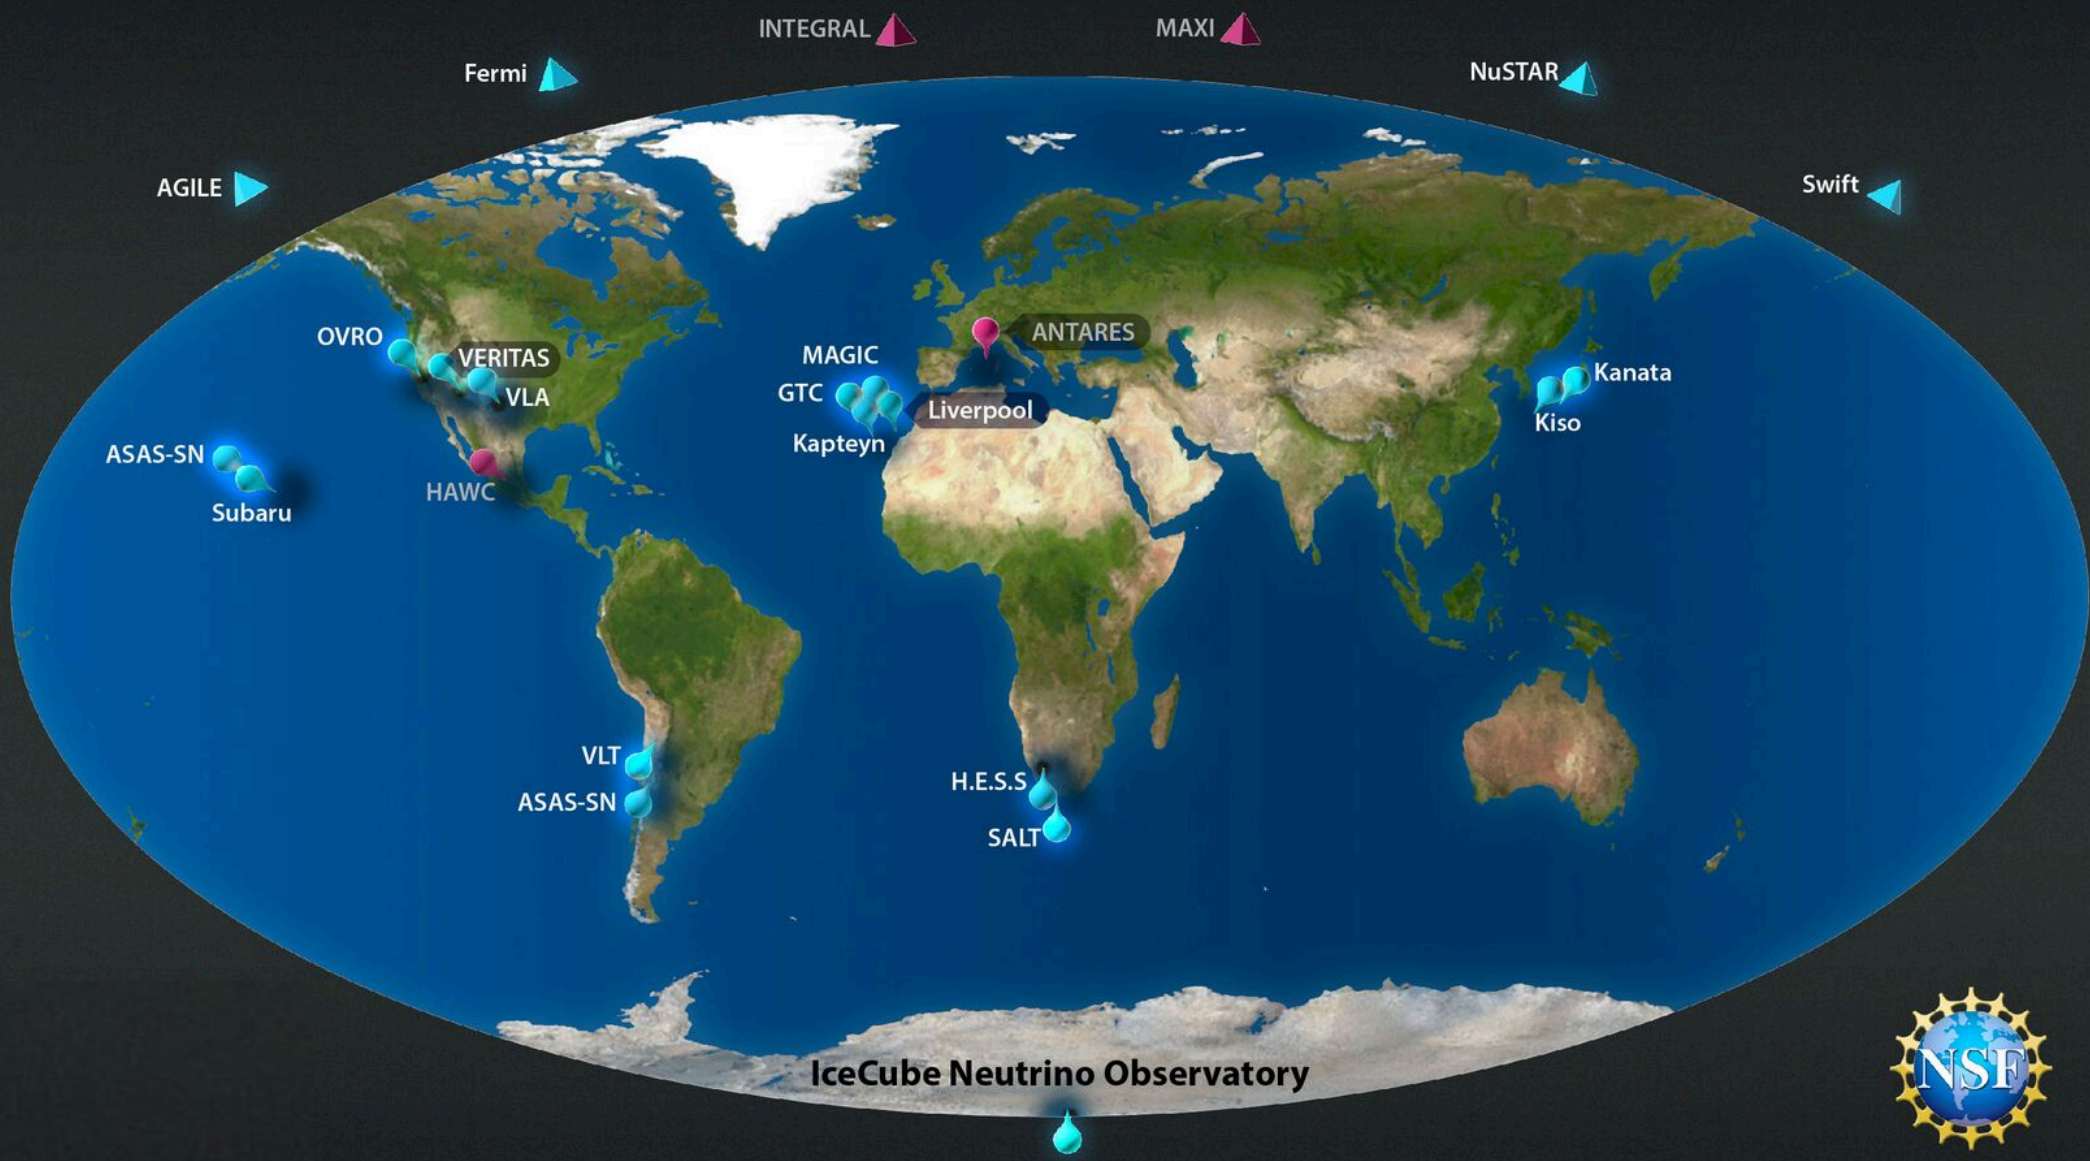 INTEGRAL
MAXI
Fermi
NuSTAR
AGILE
Swift
OVRO
VERITAS
VLA
ANTARES
MAGIC
GTC
Liverpool
Kapteyn
Kanata
Kiso
ASAS-SN
Subaru
HAWC
VLT
ASAS-SN
H.E.S.S
SALT
IceCube Neutrino Observatory
NSF